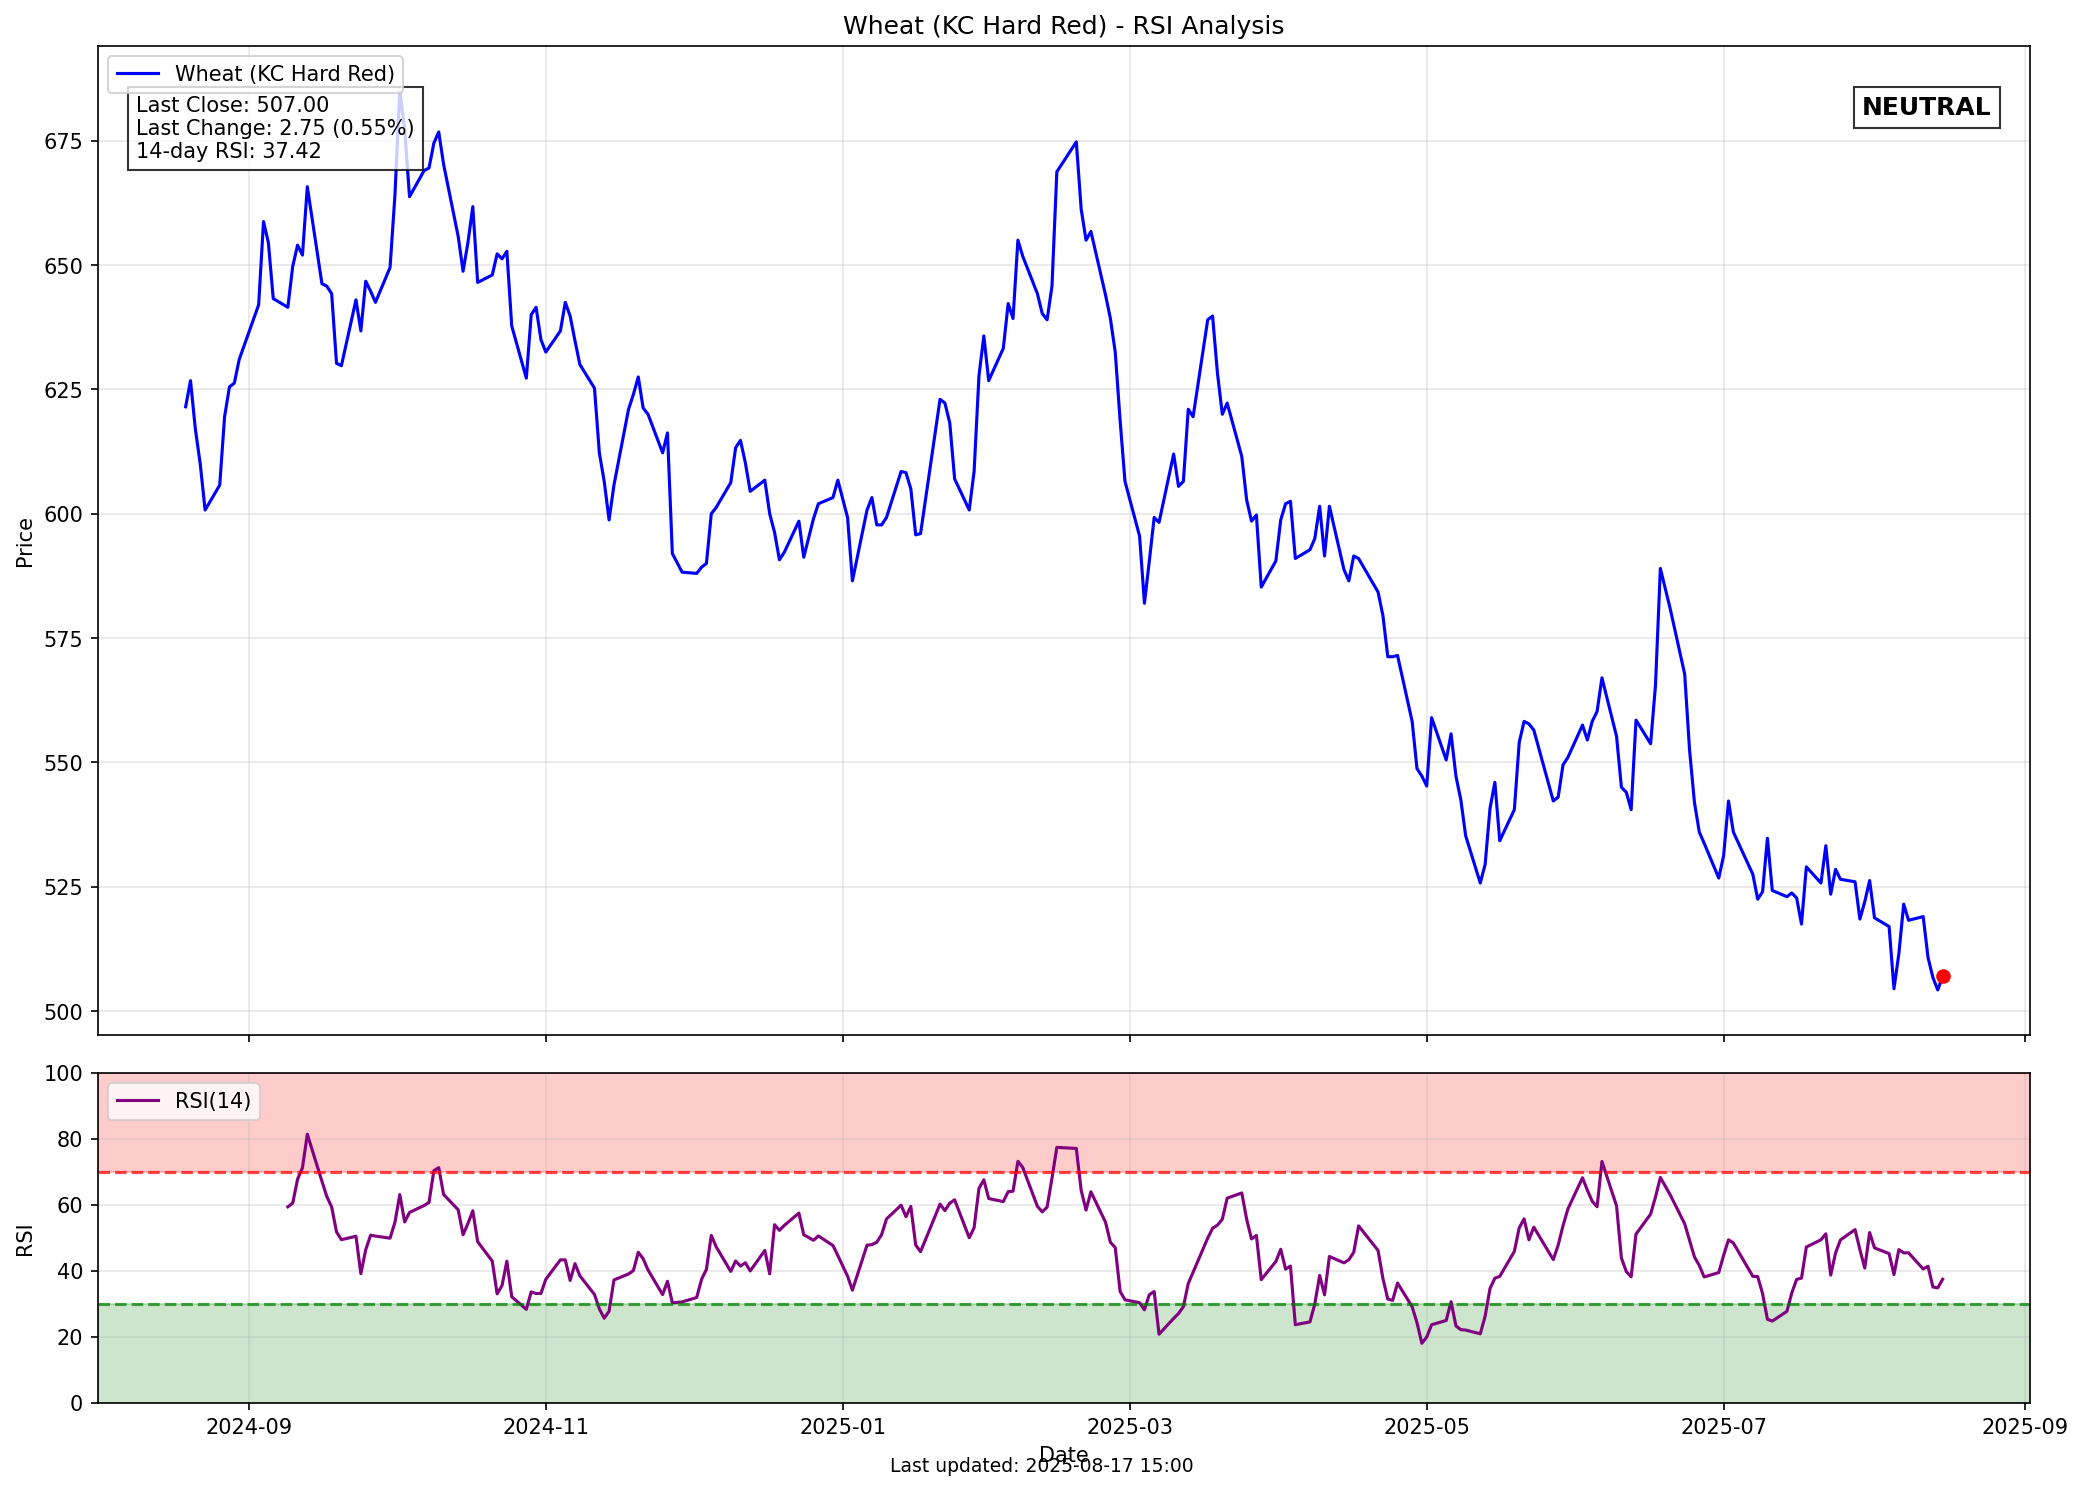 Wheat (KC Hard Red) - RSI Analysis
Wheat (KC Hard Red)
Last Close: 507.00
Last Change: 2.75 (0.55%)
14-day RSI: 37.42
NEUTRAL
Price
675
650
625
600
575
550
525
500
RSI(14)
RSI
100
80
60
40
20
0
2024-09
2024-11
2025-01
2025-03
2025-05
2025-07
2025-09
Date
Last updated: 2025-08-17 15:00